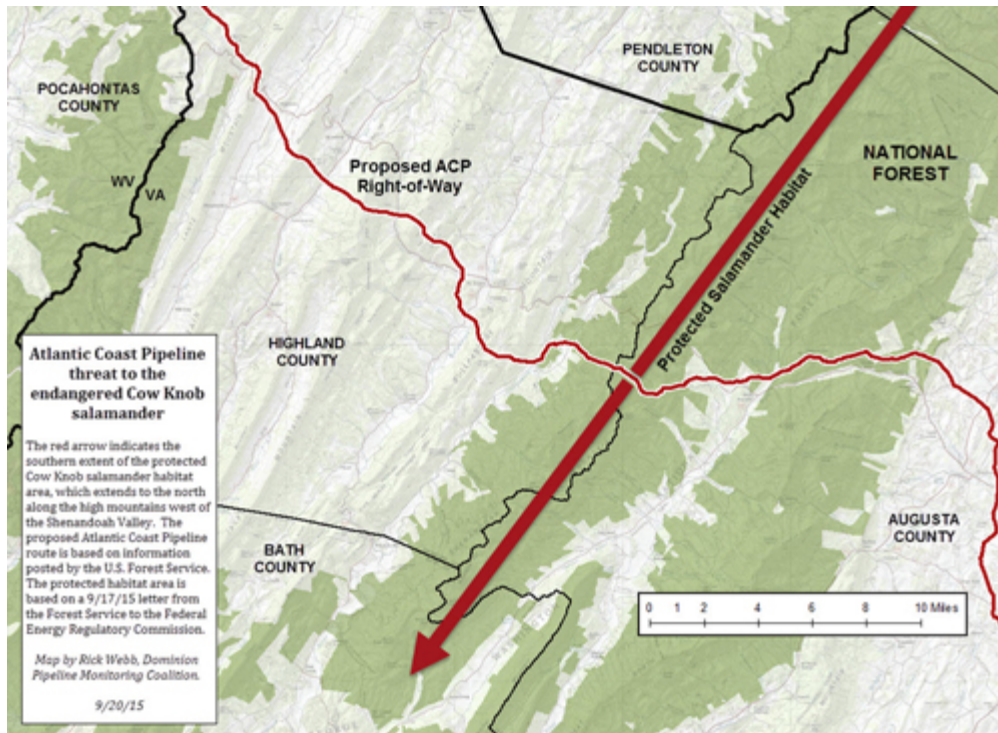 PENDLETON
COUNTY
POCAHONTAS
COUNTY
NATIONAL
FOREST
Proposed ACP
Right-of-Way
WV
VA
Protected Salamander Habitat
HIGHLAND
COUNTY
Atlantic Coast Pipeline
threat to the
endangered Cow Knob
salamander
The red arrow indicates the
southern extent of the protected
Cow Knob salamander habitat
area, which extends to the north
along the high mountains west of
the Shenandoah Valley. The
proposed Atlantic Coast Pipeline
route is based on information
posted by the U.S. Forest Service.
The protected habitat area is
based on a 9/17/15 letter from
the Forest Service to the Federal
Energy Regulatory Commission.
Map by Rick Webb, Dominion
Pipeline Monitoring Coalition.
9/20/15
BATH
COUNTY
AUGUSTA
COUNTY
0 1 2 4 6 8 10 Miles